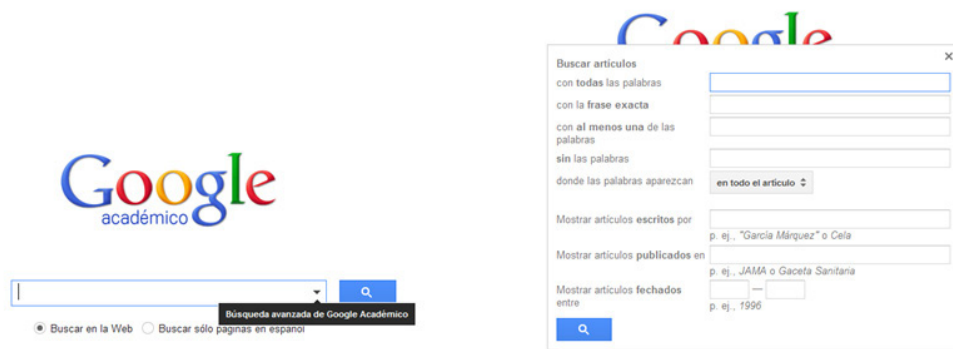 Google
académico
Búsqueda avanzada de Google Académico
Buscar en la Web
Buscar sólo páginas en español
Google
Buscar artículos
con todas las palabras
con la frase exacta
con al menos una de las
palabras
sin las palabras
donde las palabras aparezcan
en todo el artículo
Mostrar artículos escritos por
p. ej., "García Márquez" o Cela
Mostrar artículos publicados en
p. ej., JAMA o Gaceta Sanitaria
Mostrar artículos fechados
entre
—
p. ej., 1996